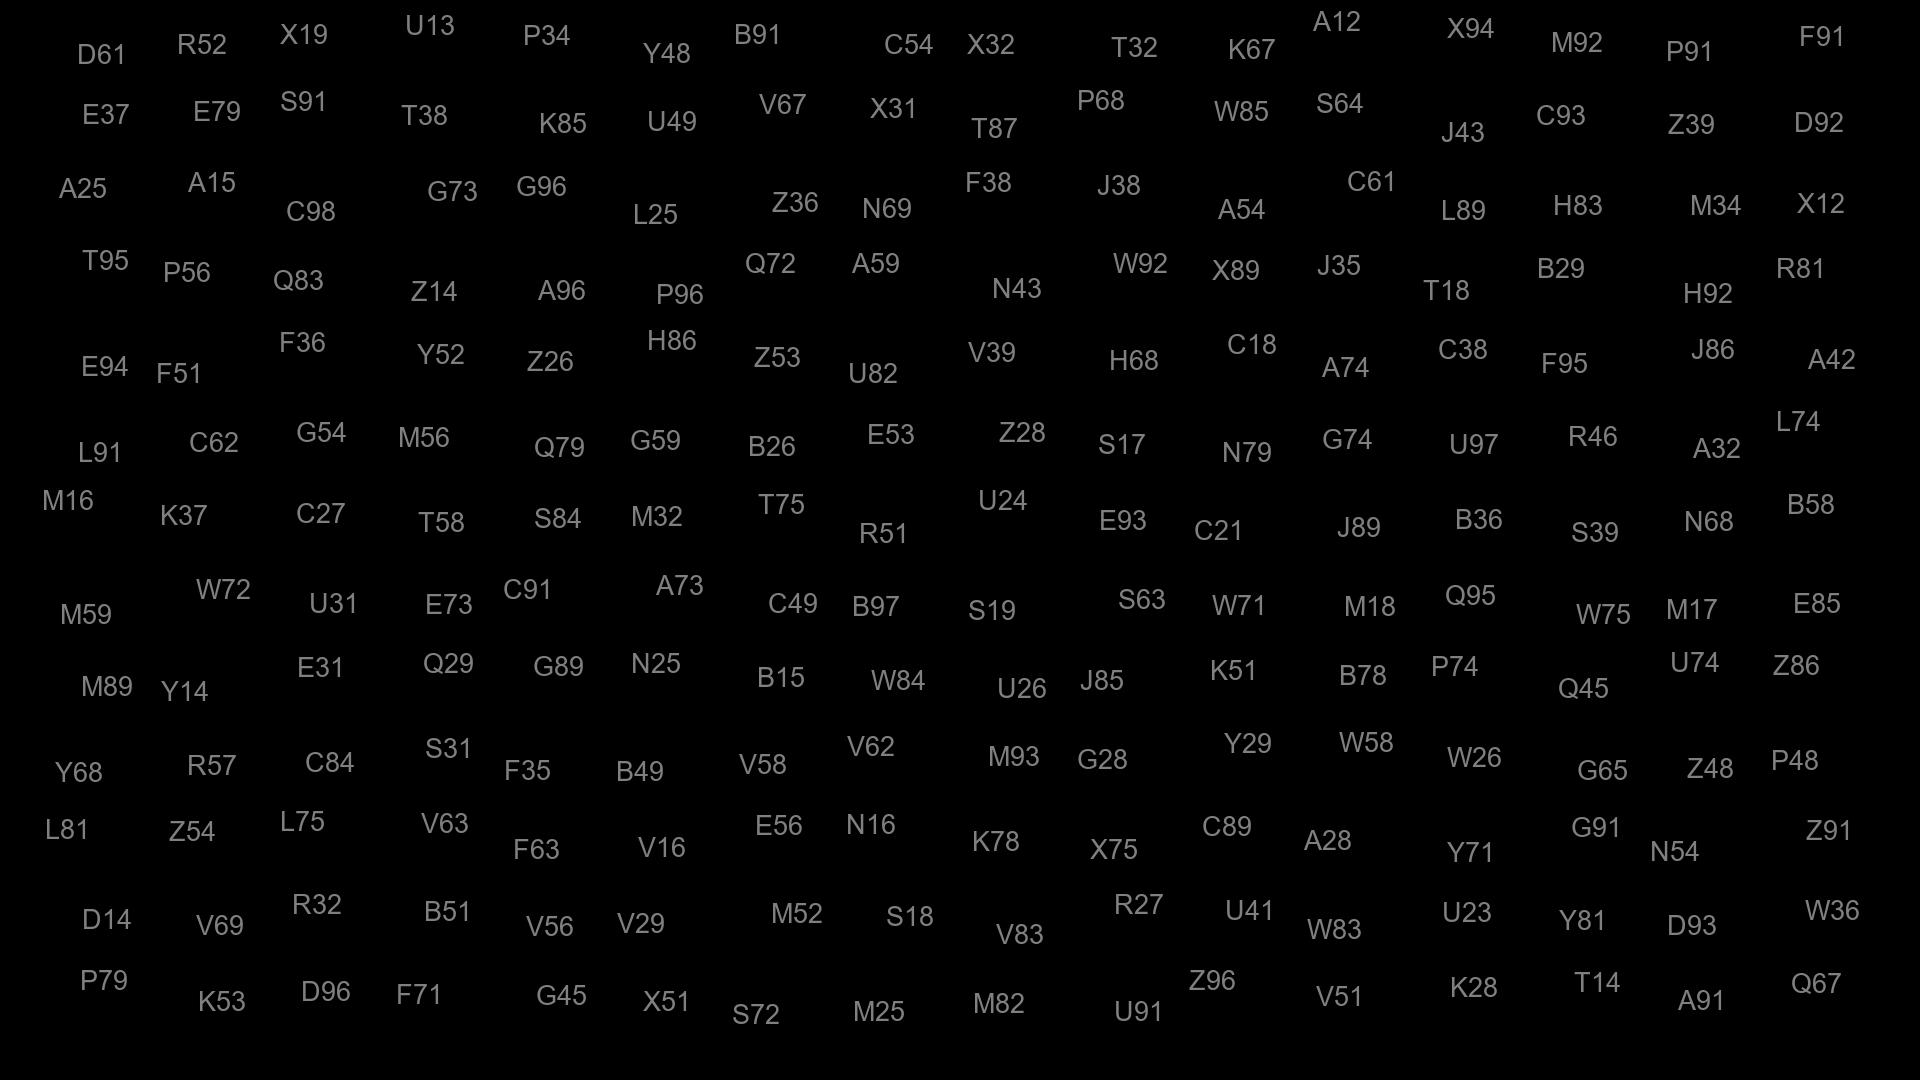 D61 R52 X19 U13 P34 Y48 B91 C54 X32 T32 K67 A12 X94 M92 P91 F91
E37 E79 S91 T38 K85 U49 V67 X31 T87 P68 W85 S64 J43 C93 Z39 D92
A25 A15 C98 G73 G96 L25 Z36 N69 F38 J38 A54 C61 L89 H83 M34 X12
T95 P56 Q83 Z14 A96 P96 Q72 A59 N43 W92 X89 J35 T18 B29 H92 R81
E94 F51 F36 Y52 Z26 H86 Z53 U82 V39 H68 C18 A74 C38 F95 J86 A42
L91 C62 G54 M56 Q79 G59 B26 E53 Z28 S17 N79 G74 U97 R46 A32 L74
M16 K37 C27 T58 S84 M32 T75 R51 U24 E93 C21 J89 B36 S39 N68 B58
M59 W72 U31 E73 C91 A73 C49 B97 S19 S63 W71 M18 Q95 W75 M17 E85
M89 Y14 E31 Q29 G89 N25 B15 W84 U26 J85 K51 B78 P74 Q45 U74 Z86
Y68 R57 C84 S31 F35 B49 V58 V62 M93 G28 Y29 W58 W26 G65 Z48 P48
L81 Z54 L75 V63 F63 V16 E56 N16 K78 X75 C89 A28 Y71 G91 N54 Z91
D14 V69 R32 B51 V56 V29 M52 S18 V83 R27 U41 W83 U23 Y81 D93 W36
P79 K53 D96 F71 G45 X51 S72 M25 M82 U91 Z96 V51 K28 T14 A91 Q67